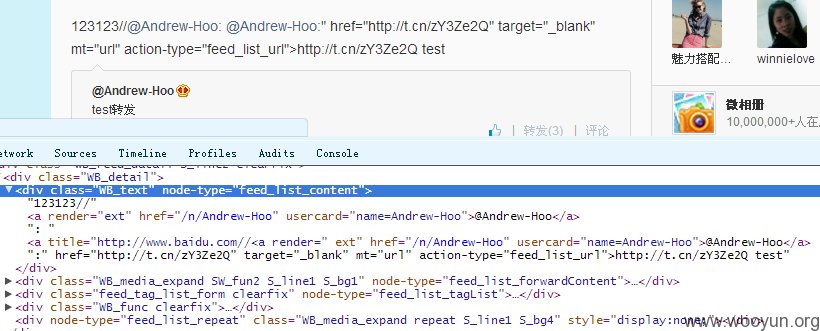 123123//@Andrew-Hoo: @Andrew-Hoo:" href="http://t.cn/zY3Ze2Q" target="_blank"
mt="url" action-type="feed_list_url">http://t.cn/zY3Ze2Q test
@Andrew-Hoo
test转发
转发(3) | 评论
魅力搭配…
winnielove
微相册
10,000,000+人在
etwork Sources Timeline Profiles Audits Console
<div class="WB_detail">
<div class="WB_text" node-type="feed_list_content">
"123123//"
<a render="ext" href="/n/Andrew-Hoo" usercard="name=Andrew-Hoo">@Andrew-Hoo</a>
": "
<a title="http://www.baidu.com//<a render=" ext" href="/n/Andrew-Hoo" usercard="name=Andrew-Hoo">@Andrew-Hoo</a>
":" href="http://t.cn/zY3Ze2Q" target="_blank" mt="url" action-type="feed_list_url">http://t.cn/zY3Ze2Q test"
</div>
<div class="WB_media_expand SW_fun2 S_line1 S_bg1" node-type="feed_list_forwardContent">…</div>
<div class="feed_tag_list_form clearfix" node-type="feed_list_tagList">…</div>
<div class="WB_func clearfix">…</div>
<div node-type="feed_list_repeat" class="WB_media_expand repeat S_line1 S_bg4" style="display:none;
www.wooyun.org